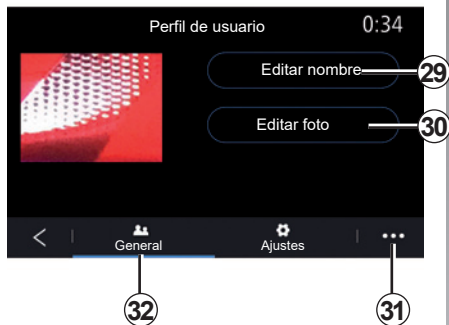 Perfil de usuario 0:34
Editar nombre 29
Editar foto 30
General Ajustes
32 31